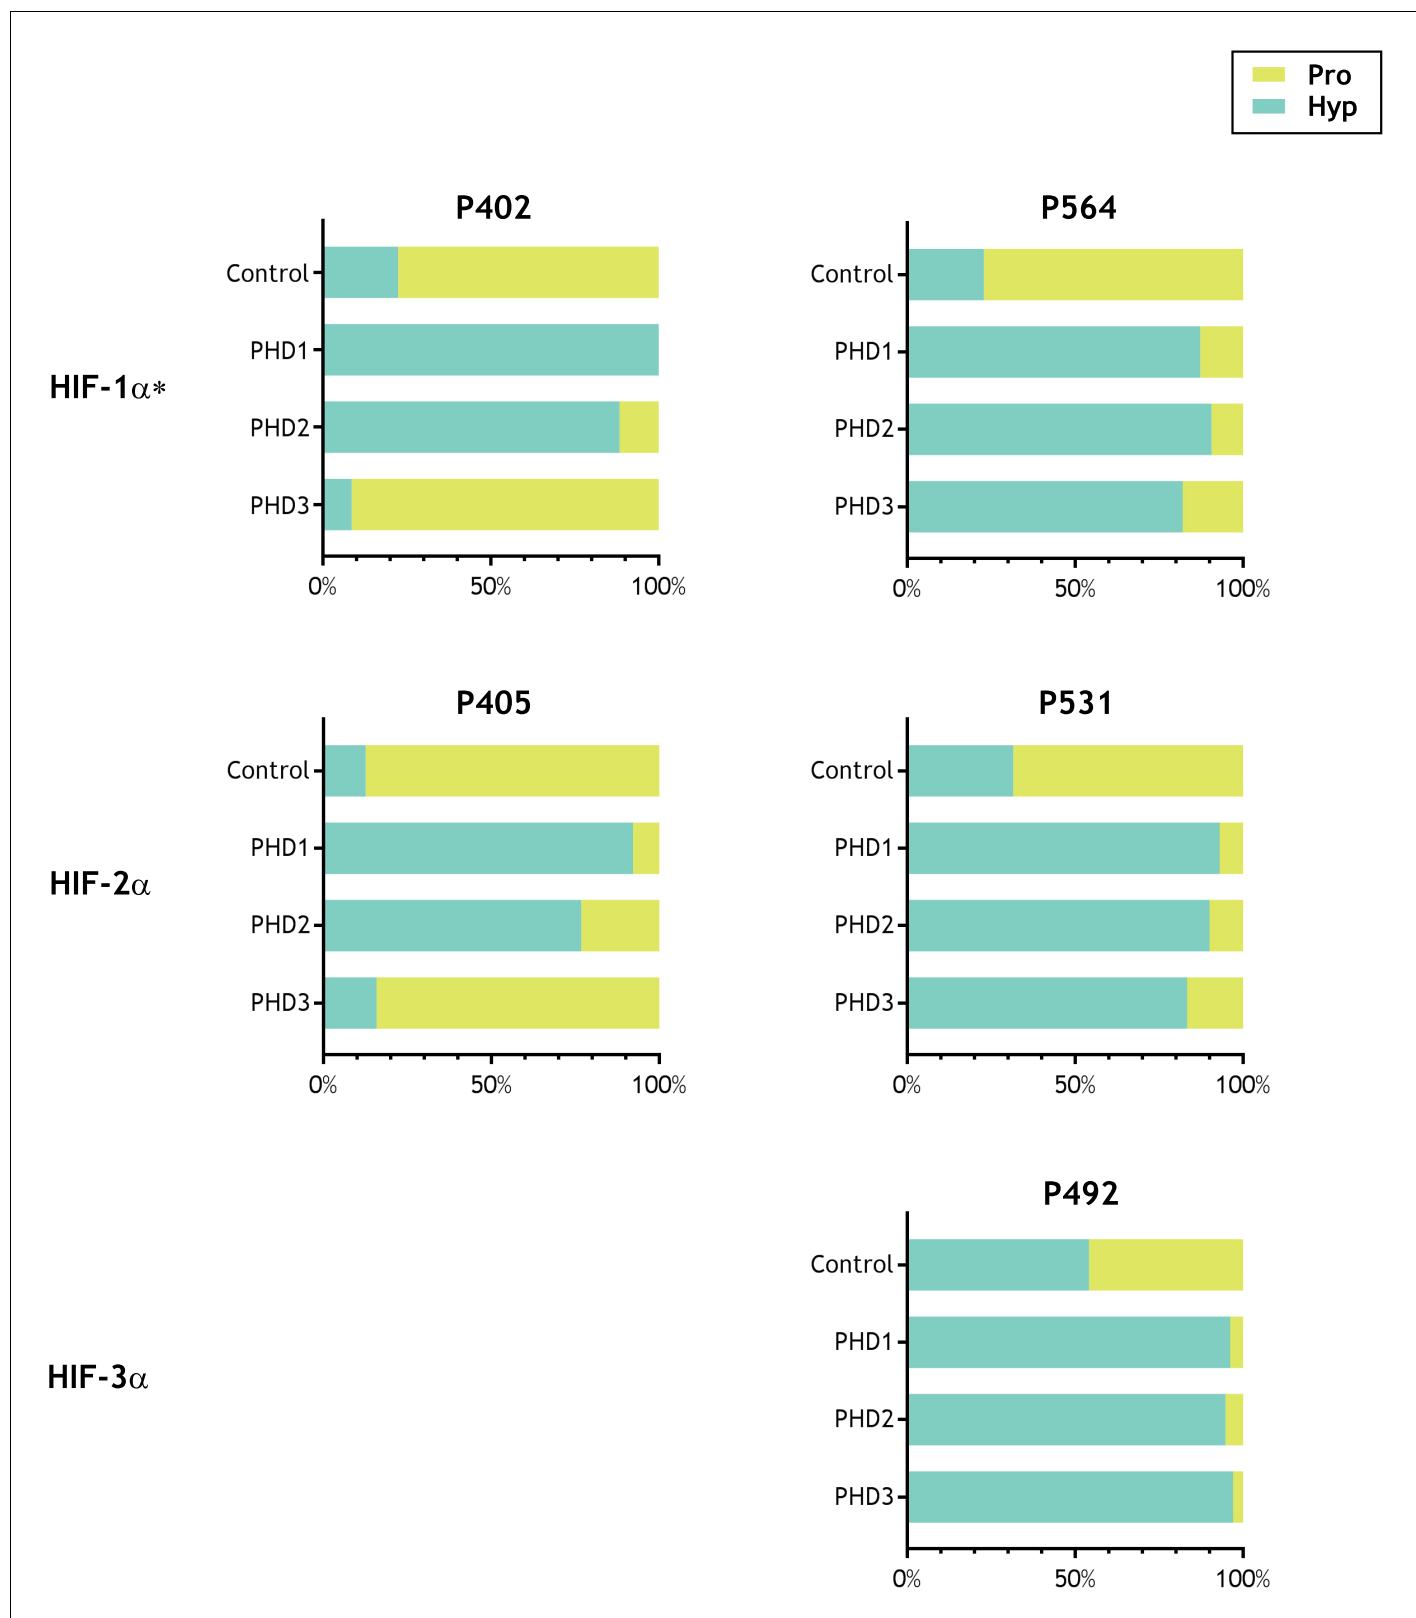 Pro
Hyp
HIF-1α*
P402
Control
PHD1
PHD2
PHD3
0% 50% 100%
P564
Control
PHD1
PHD2
PHD3
0% 50% 100%
HIF-2α
P405
Control
PHD1
PHD2
PHD3
0% 50% 100%
P531
Control
PHD1
PHD2
PHD3
0% 50% 100%
HIF-3α
P492
Control
PHD1
PHD2
PHD3
0% 50% 100%